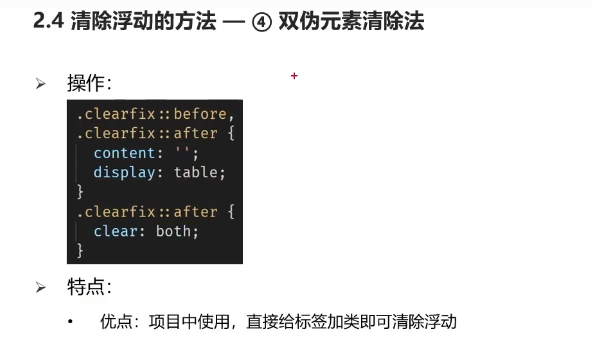 2.4 清除浮动的方法 — ④ 双伪元素清除法
操作：
.clearfix::before,
.clearfix::after {
content: '';
display: table;
}
.clearfix::after {
clear: both;
}
特点：
优点：项目中使用，直接给标签加类即可清除浮动